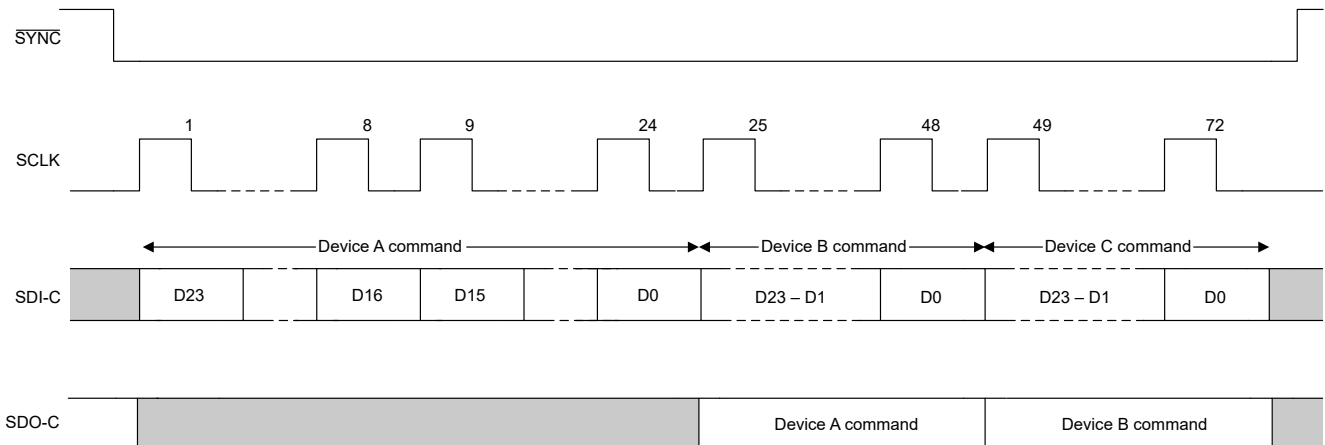 SYNC
1 8 9 24 25 48 49 72
SCLK
Device A command Device B command Device C command
SDI-C D23 D16 D15 D0 D23 – D1 D0 D23 – D1 D0
SDO-C Device A command Device B command